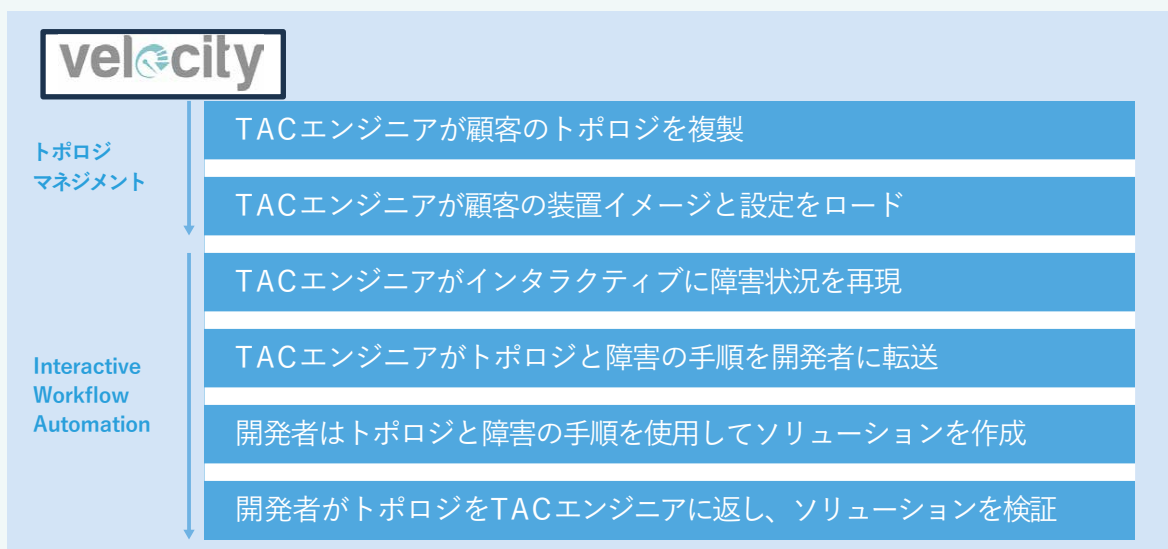 velocity
トポロジ
マネジメント
TACエンジニアが顧客のトポロジを複製
TACエンジニアが顧客の装置イメージと設定をロード
Interactive
Workflow
Automation
TACエンジニアがインタラクティブに障害状況を再現
TACエンジニアがトポロジと障害の手順を開発者に転送
開発者はトポロジと障害の手順を使用してソリューションを作成
開発者がトポロジをTACエンジニアに返し、ソリューションを検証